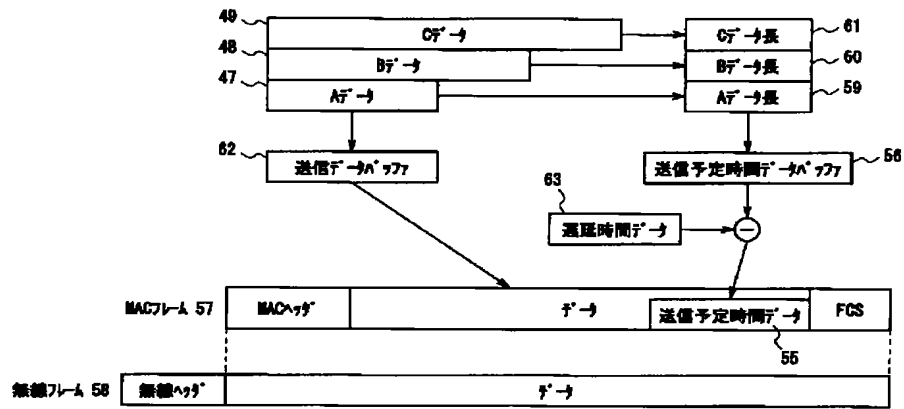 49 Cデータ Cデータ長 61
48 Bデータ Bデータ長 60
47 Aデータ Aデータ長 59
62 送信データバッファ 送信予定時間データバッファ 56
63 遅延時間データ −
MACフレーム 57 MACヘッダ データ 送信予定時間データ FCS
55
無線フレーム 58 無線ヘッダ データ